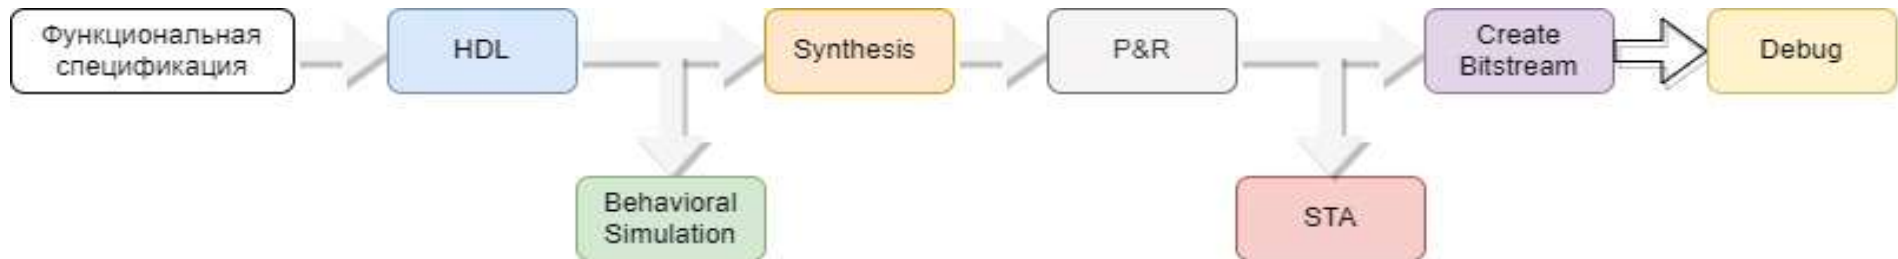 Функциональная
спецификация
HDL
Synthesis
P&R
Create
Bitstream
Debug
Behavioral
Simulation
STA